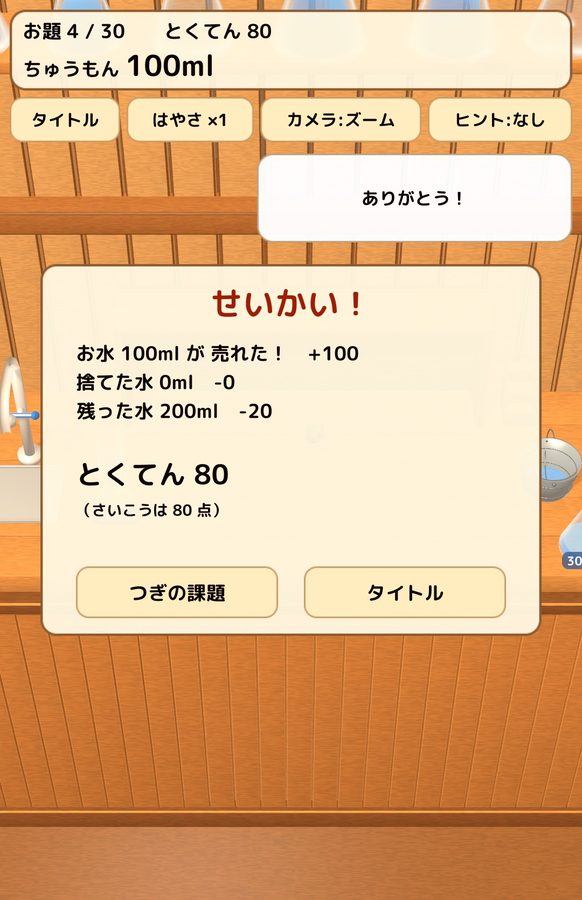 お題 4 / 30　とくてん 80
ちゅうもん 100ml
タイトル
はやさ ×1
カメラ:ズーム
ヒント:なし
ありがとう！
せいかい！
お水 100ml が 売れた！　+100
捨てた水 0ml　-0
残った水 200ml　-20
とくてん 80
（さいこうは 80 点）
つぎの課題
タイトル